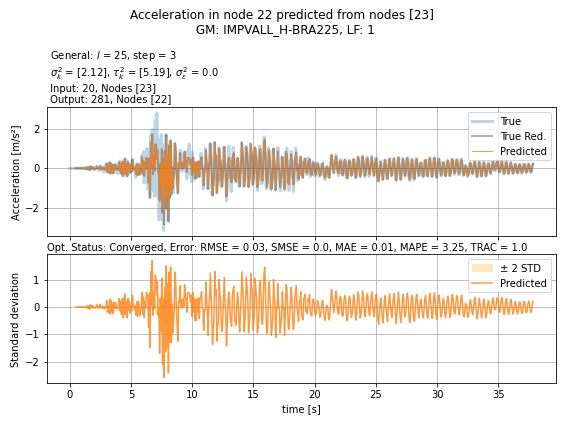 Acceleration in node 22 predicted from nodes [23]
GM: IMPVALL_H-BRA225, LF: 1
General: l = 25, step = 3
σ²ₖ = [2.12], τ²ₖ = [5.19], σ²ε = 0.0
Input: 20, Nodes [23]
Output: 281, Nodes [22]
Acceleration [m/s²]
2
0
−2
True
True Red.
Predicted
Opt. Status: Converged, Error: RMSE = 0.03, SMSE = 0.0, MAE = 0.01, MAPE = 3.25, TRAC = 1.0
Standard deviation
1
0
−1
−2
± 2 STD
Predicted
0 5 10 15 20 25 30 35
time [s]